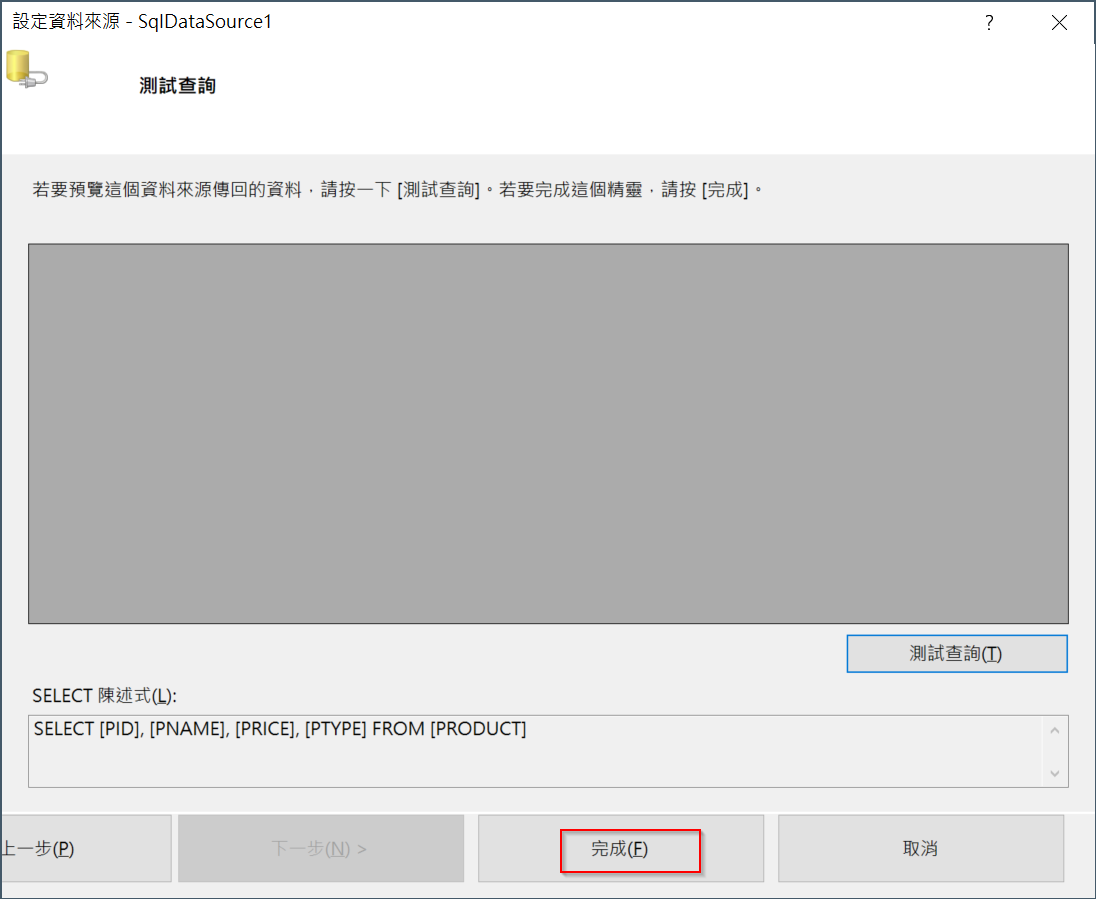 設定資料來源 - SqlDataSource1
?
測試查詢
若要預覽這個資料來源傳回的資料，請按一下 [測試查詢]。若要完成這個精靈，請按 [完成]。
測試查詢(T)
SELECT 陳述式(L):
SELECT [PID], [PNAME], [PRICE], [PTYPE] FROM [PRODUCT]
上一步(P)
下一步(N) >
完成(F)
取消